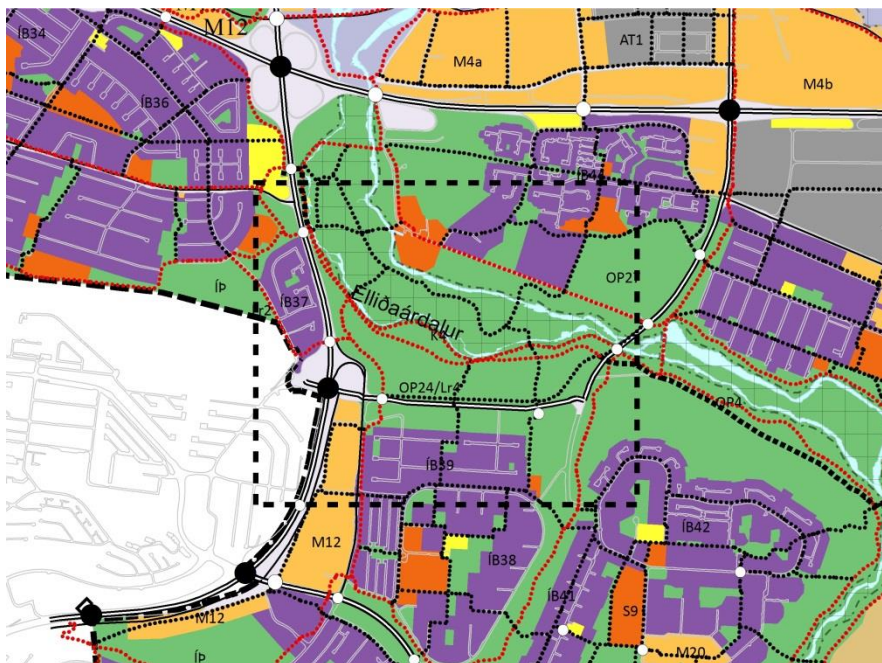 M12
ÍB34
AT1
M4a
M4b
ÍB36
OP2
ÍÞ
ÍB37
Elliðaárdalur
OP24/Lr4
OP4
ÍB39
ÍB42
M12
ÍB38
ÍB41
S9
M12
M20
ÍÞ